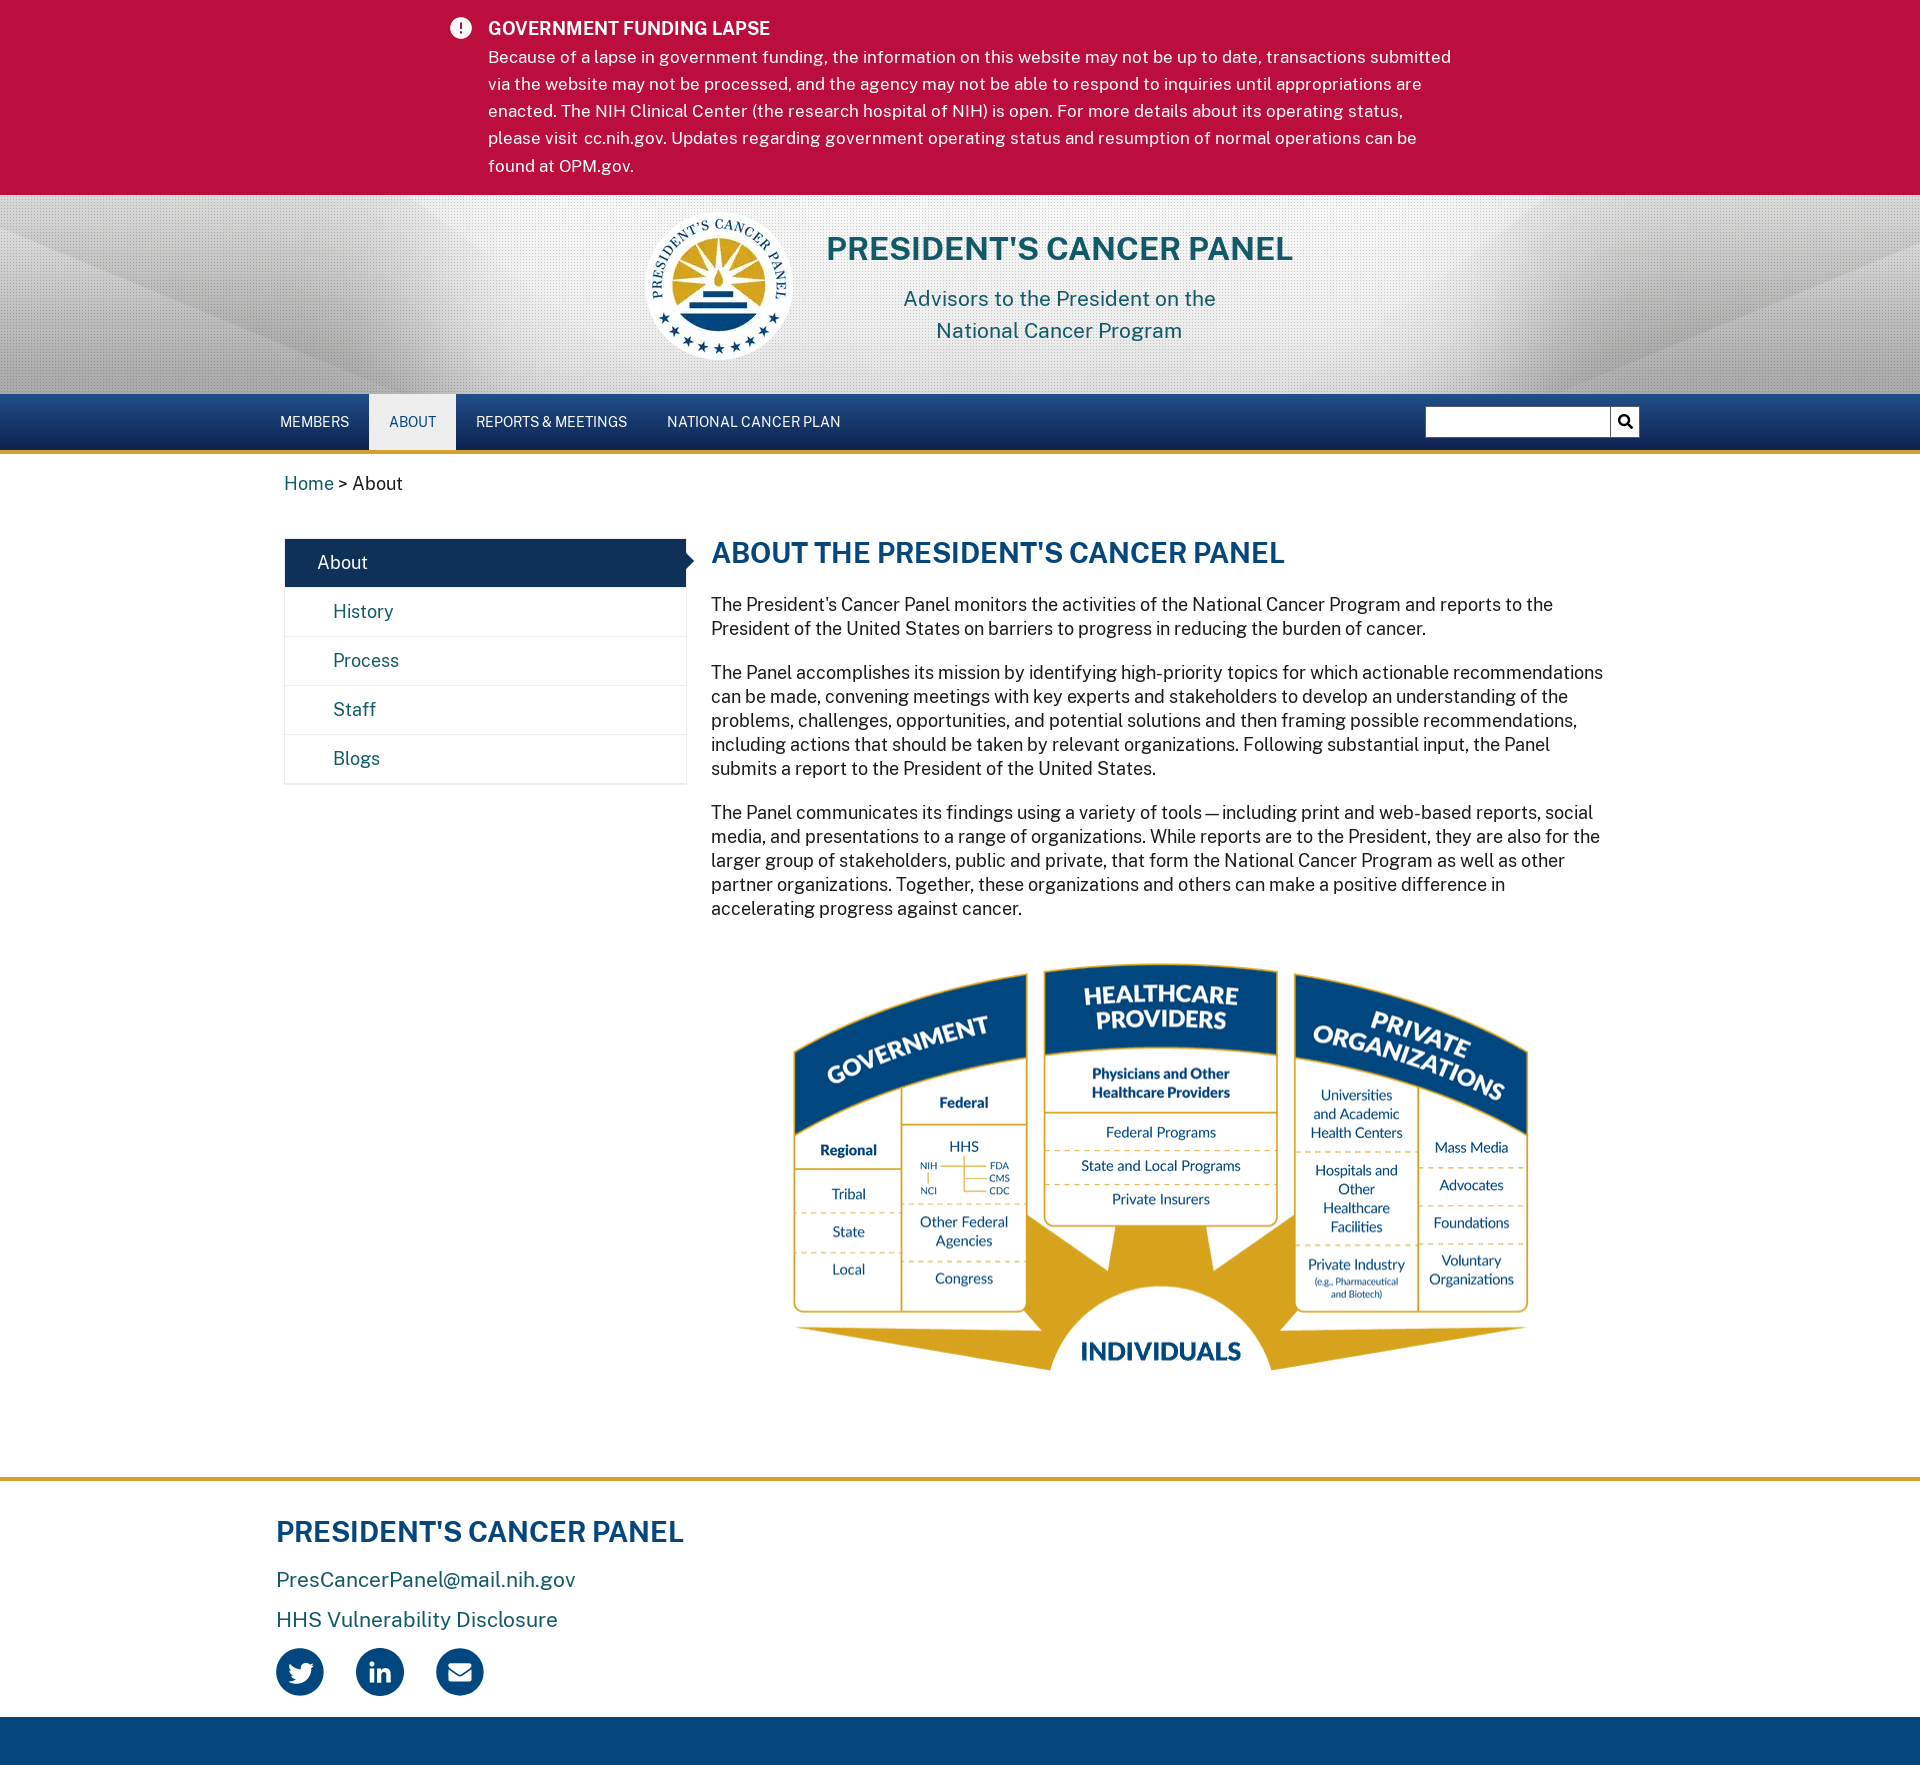 GOVERNMENT FUNDING LAPSE
Because of a lapse in government funding, the information on this website may not be up to date, transactions submitted
via the website may not be processed, and the agency may not be able to respond to inquiries until appropriations are
enacted. The NIH Clinical Center (the research hospital of NIH) is open. For more details about its operating status,
please visit cc.nih.gov. Updates regarding government operating status and resumption of normal operations can be
found at OPM.gov.
PRESIDENT'S CANCER PANEL
PRESIDENT'S CANCER PANEL
Advisors to the President on the
National Cancer Program
MEMBERS
ABOUT
REPORTS & MEETINGS
NATIONAL CANCER PLAN
Home > About
About
History
Process
Staff
Blogs
ABOUT THE PRESIDENT'S CANCER PANEL
The President's Cancer Panel monitors the activities of the National Cancer Program and reports to the
President of the United States on barriers to progress in reducing the burden of cancer.
The Panel accomplishes its mission by identifying high-priority topics for which actionable recommendations
can be made, convening meetings with key experts and stakeholders to develop an understanding of the
problems, challenges, opportunities, and potential solutions and then framing possible recommendations,
including actions that should be taken by relevant organizations. Following substantial input, the Panel
submits a report to the President of the United States.
The Panel communicates its findings using a variety of tools—including print and web-based reports, social
media, and presentations to a range of organizations. While reports are to the President, they are also for the
larger group of stakeholders, public and private, that form the National Cancer Program as well as other
partner organizations. Together, these organizations and others can make a positive difference in
accelerating progress against cancer.
GOVERNMENT
Regional
Tribal
State
Local
Federal
HHS
NIH
NCI
FDA
CMS
CDC
Other Federal
Agencies
Congress
HEALTHCARE
PROVIDERS
Physicians and Other
Healthcare Providers
Federal Programs
State and Local Programs
Private Insurers
PRIVATE
ORGANIZATIONS
Universities
and Academic
Health Centers
Hospitals and
Other
Healthcare
Facilities
Private Industry
(e.g., Pharmaceutical
and Biotech)
Mass Media
Advocates
Foundations
Voluntary
Organizations
INDIVIDUALS
PRESIDENT'S CANCER PANEL
PresCancerPanel@mail.nih.gov
HHS Vulnerability Disclosure
in